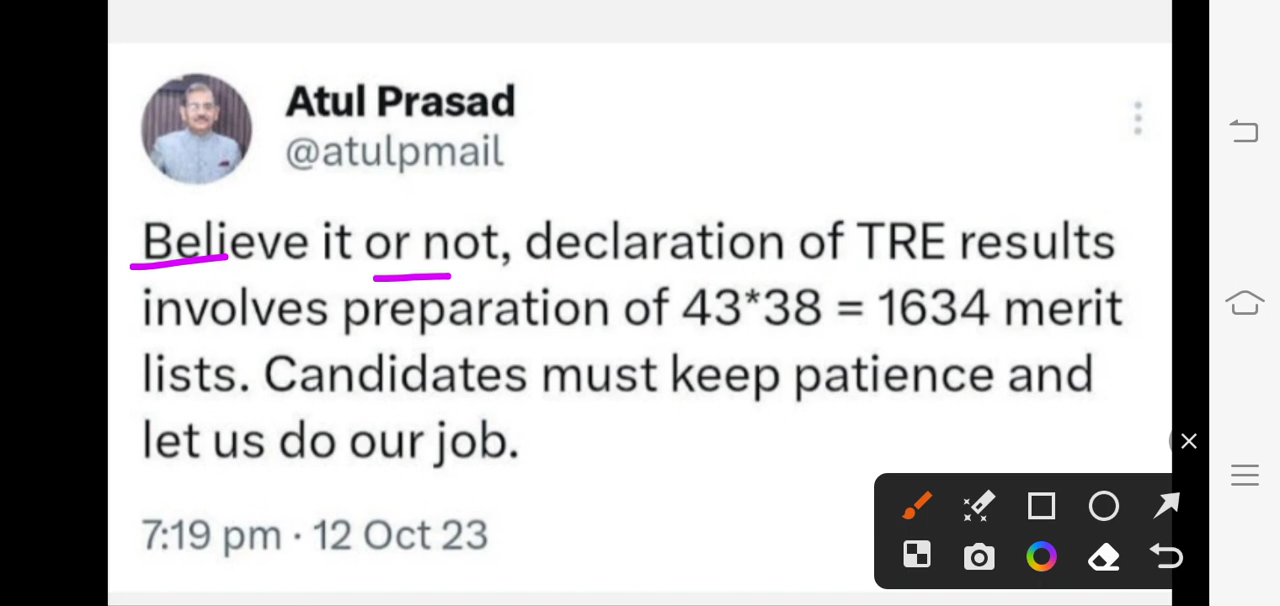 Atul Prasad
@atulpmail
Believe it or not, declaration of TRE results
involves preparation of 43*38 = 1634 merit
lists. Candidates must keep patience and
let us do our job.
7:19 pm · 12 Oct 23